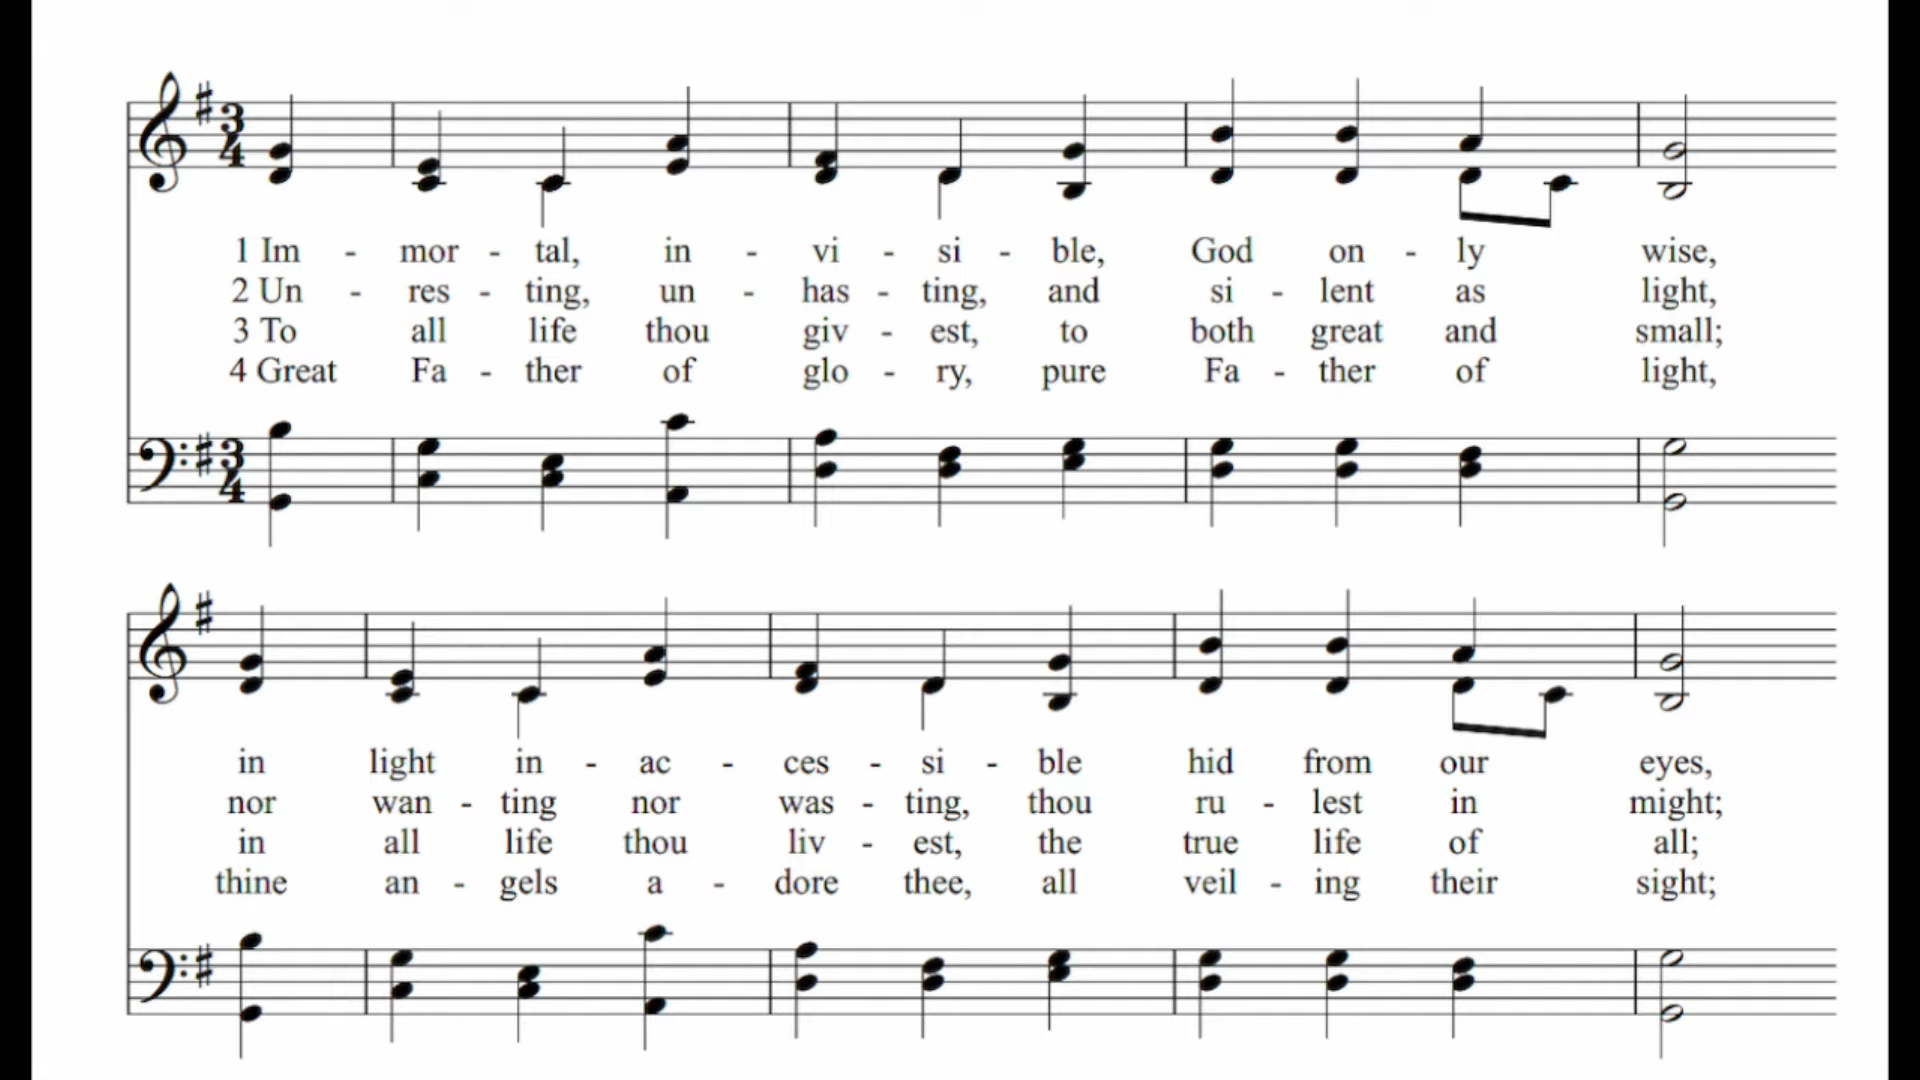 3
4
1 Im - mor - tal, in - vi - si - ble, God on - ly wise,
2 Un - res - ting, un - has - ting, and si - lent as light,
3 To all life thou giv - est, to both great and small;
4 Great Fa - ther of glo - ry, pure Fa - ther of light,
3
4
in light in - ac - ces - si - ble hid from our eyes,
nor wan - ting nor was - ting, thou ru - lest in might;
in all life thou liv - est, the true life of all;
thine an - gels a - dore thee, all veil - ing their sight;